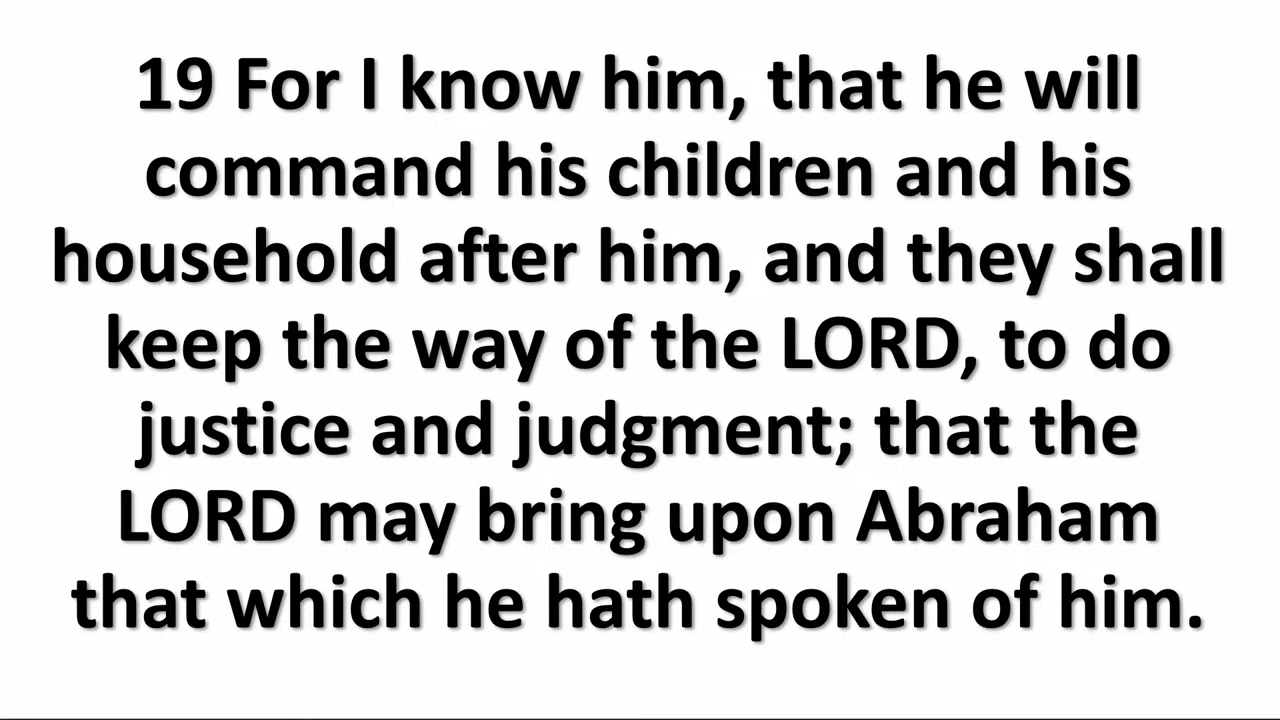 19 For I know him, that he will
command his children and his
household after him, and they shall
keep the way of the LORD, to do
justice and judgment; that the
LORD may bring upon Abraham
that which he hath spoken of him.